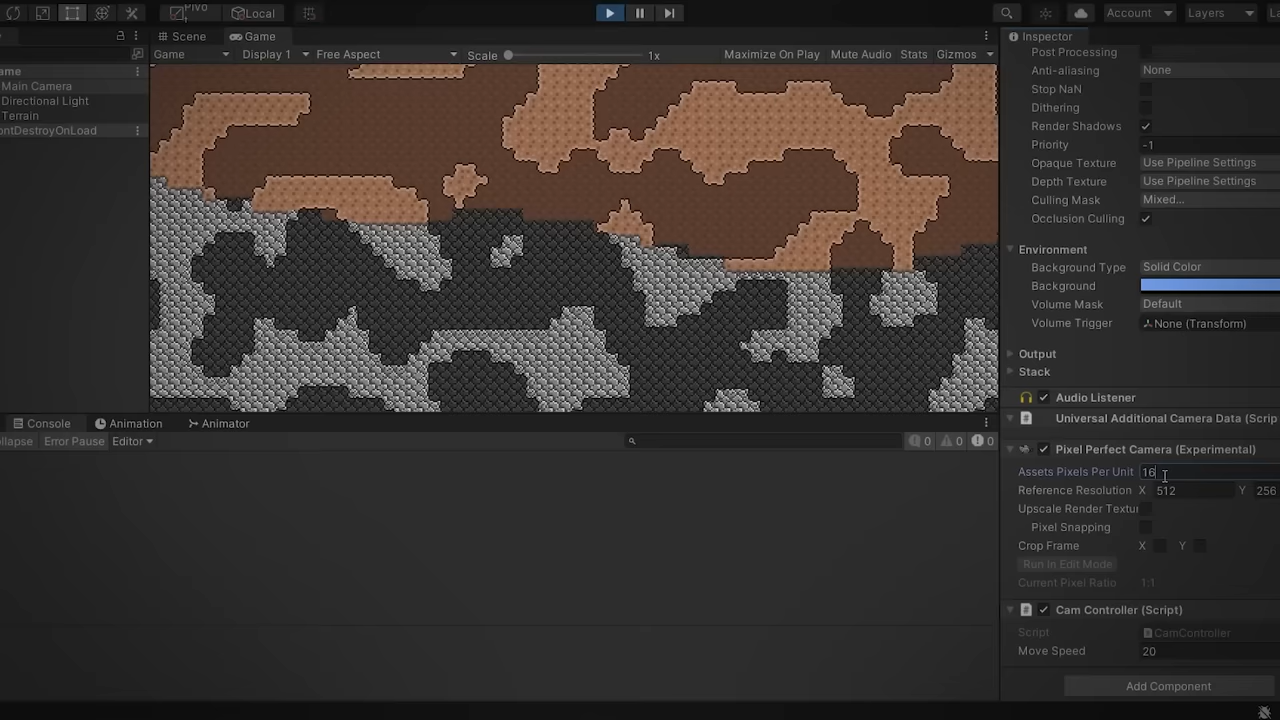 Pivo
Local
Account
Layers
La
Scene
Game
Inspector
Game
Display 1
Free Aspect
Scale
1x
Maximize On Play
Mute Audio
Stats
Gizmos
ame
Main Camera
Directional Light
Terrain
ontDestroyOnLoad
Post Processing
Anti-aliasing
None
Stop NaN
Dithering
Render Shadows
Priority
-1
Opaque Texture
Use Pipeline Settings
Depth Texture
Use Pipeline Settings
Culling Mask
Mixed...
Occlusion Culling
Environment
Background Type
Solid Color
Background
Volume Mask
Default
Volume Trigger
None (Transform)
Output
Stack
Audio Listener
Universal Additional Camera Data (Scrip
Pixel Perfect Camera (Experimental)
Assets Pixels Per Unit
16
Reference Resolution X 512 Y 256
Upscale Render Textur
Pixel Snapping
Crop Frame X Y
Run In Edit Mode
Current Pixel Ratio 1:1
Cam Controller (Script)
Script
CamController
Move Speed
20
Add Component
Console
Animation
Animator
ollapse
Error Pause
Editor
0
0
0